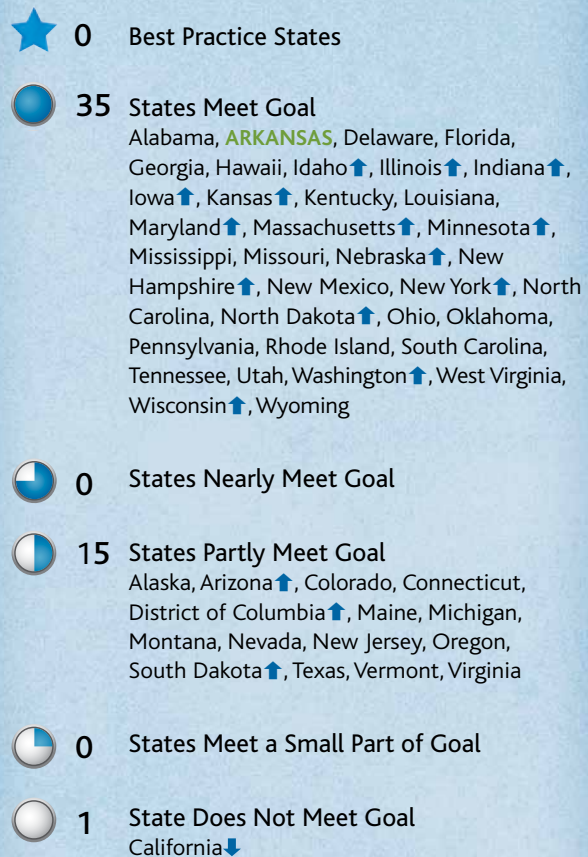 0 Best Practice States
35 States Meet Goal
Alabama, ARKANSAS, Delaware, Florida,
Georgia, Hawaii, Idaho⬆, Illinois⬆, Indiana⬆,
Iowa⬆, Kansas⬆, Kentucky, Louisiana,
Maryland⬆, Massachusetts⬆, Minnesota⬆,
Mississippi, Missouri, Nebraska⬆, New
Hampshire⬆, New Mexico, New York⬆, North
Carolina, North Dakota⬆, Ohio, Oklahoma,
Pennsylvania, Rhode Island, South Carolina,
Tennessee, Utah, Washington⬆, West Virginia,
Wisconsin⬆, Wyoming
0 States Nearly Meet Goal
15 States Partly Meet Goal
Alaska, Arizona⬆, Colorado, Connecticut,
District of Columbia⬆, Maine, Michigan,
Montana, Nevada, New Jersey, Oregon,
South Dakota⬆, Texas, Vermont, Virginia
0 States Meet a Small Part of Goal
1 State Does Not Meet Goal
California⬇